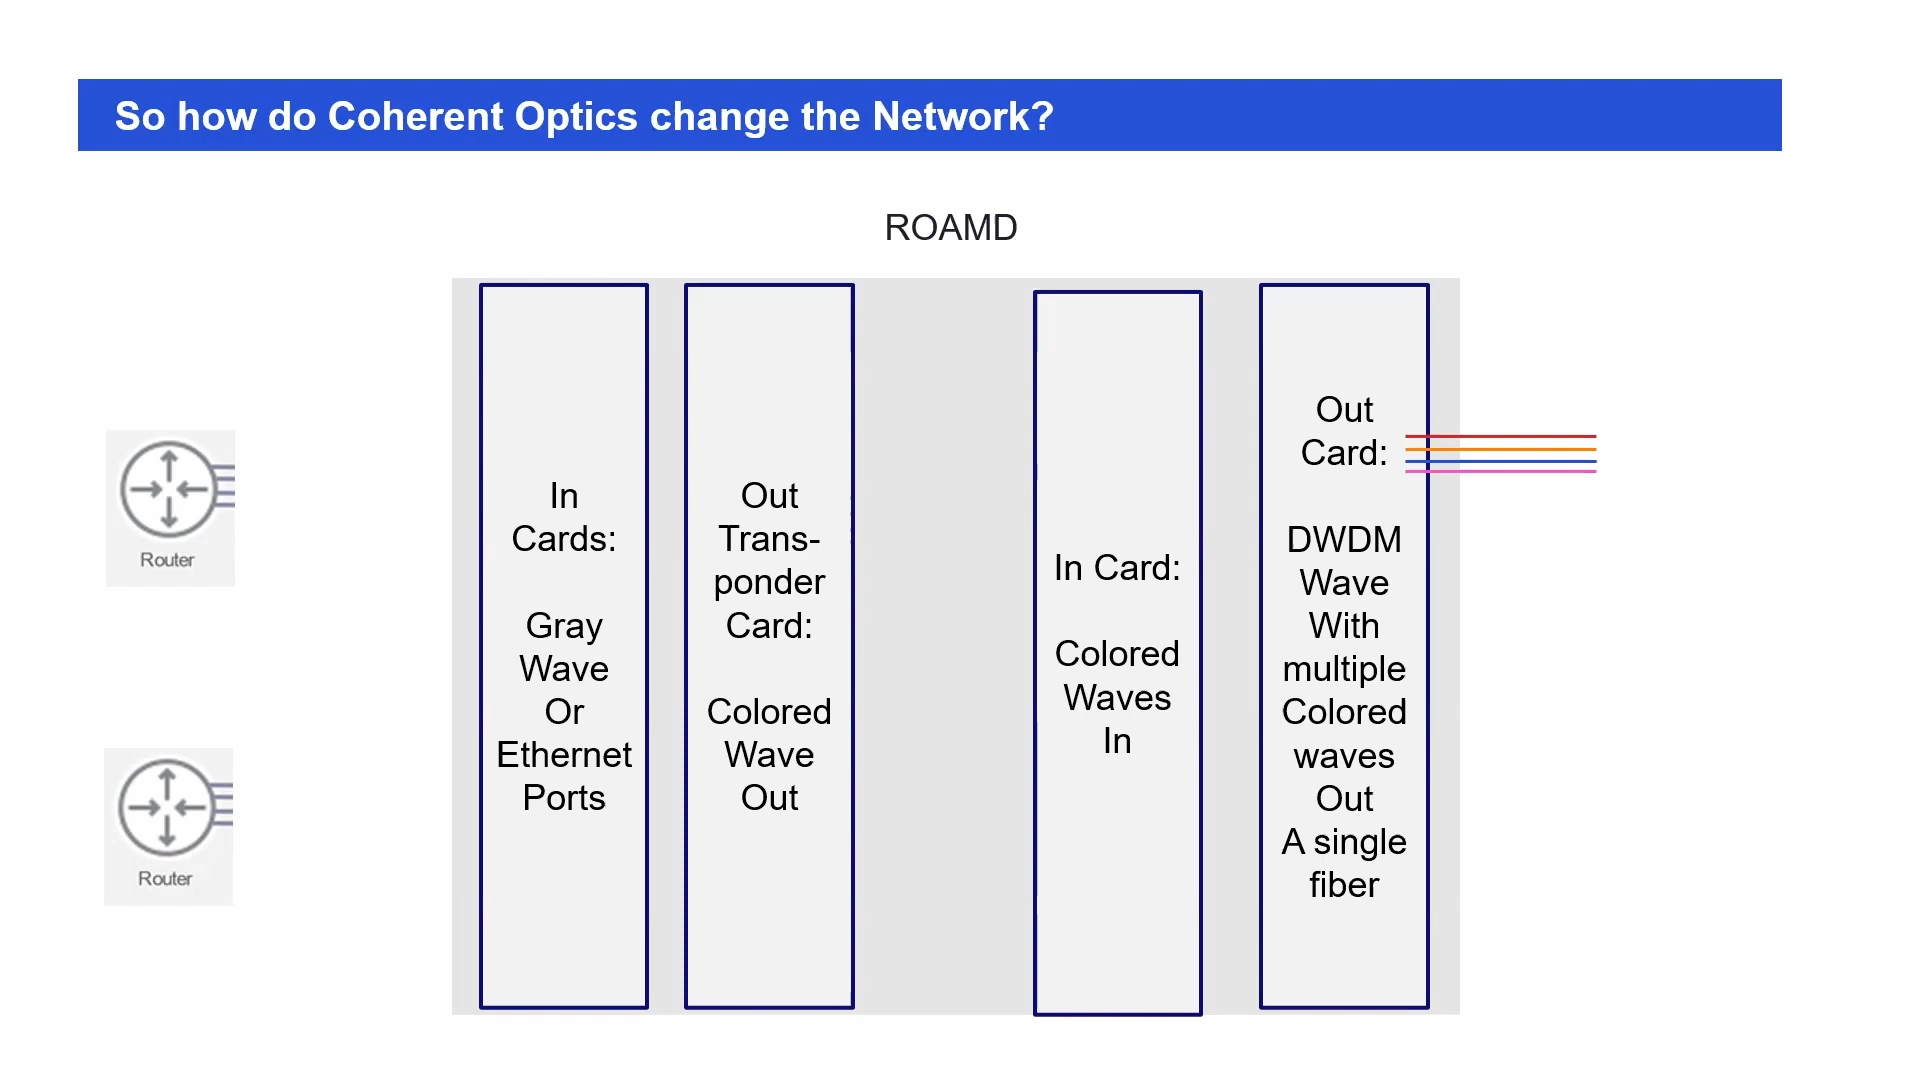 So how do Coherent Optics change the Network?
ROAMD
Router
Router
In
Cards:
Gray
Wave
Or
Ethernet
Ports
Out
Trans-
ponder
Card:
Colored
Wave
Out
In Card:
Colored
Waves
In
Out
Card:
DWDM
Wave
With
multiple
Colored
waves
Out
A single
fiber